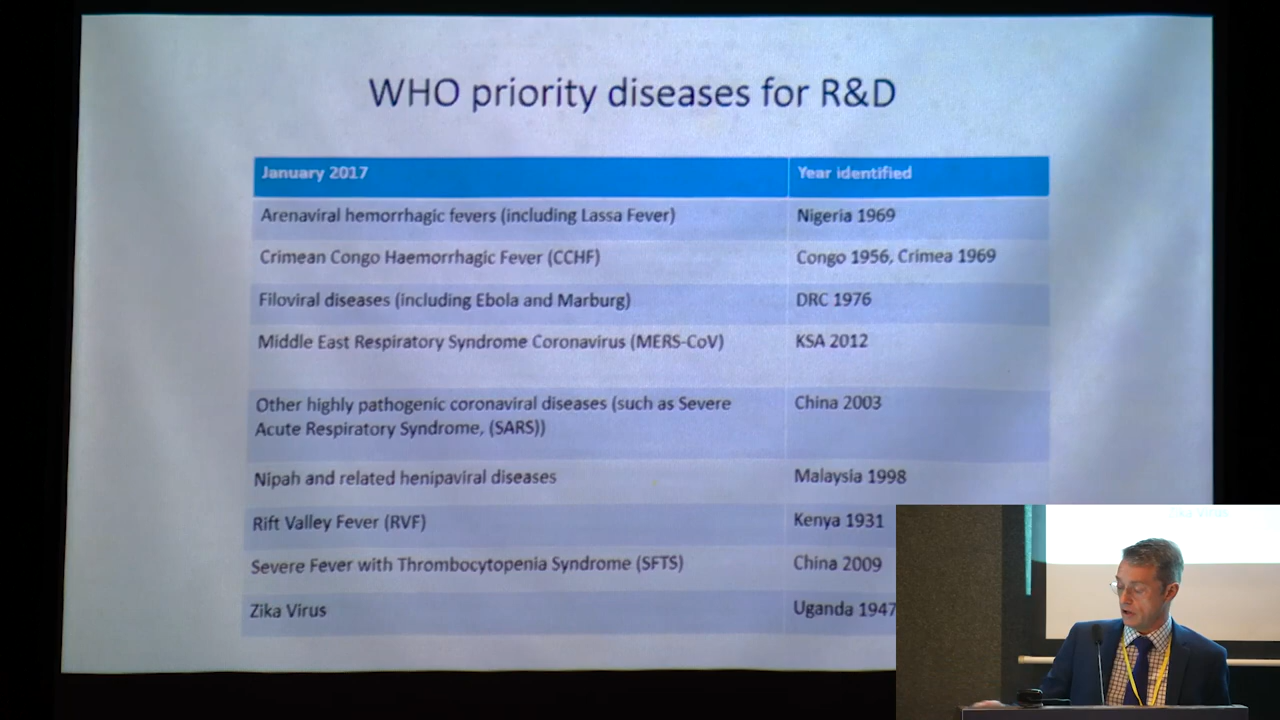 WHO priority diseases for R&D
January 2017 Year identified
Arenaviral hemorrhagic fevers (including Lassa Fever) Nigeria 1969
Crimean Congo Haemorrhagic Fever (CCHF) Congo 1956, Crimea 1969
Filoviral diseases (including Ebola and Marburg) DRC 1976
Middle East Respiratory Syndrome Coronavirus (MERS-CoV) KSA 2012
Other highly pathogenic coronaviral diseases (such as Severe China 2003
Acute Respiratory Syndrome, (SARS))
Nipah and related henipaviral diseases Malaysia 1998
Rift Valley Fever (RVF) Kenya 1931
Severe Fever with Thrombocytopenia Syndrome (SFTS) China 2009
Zika Virus Uganda 1947
Zika Virus